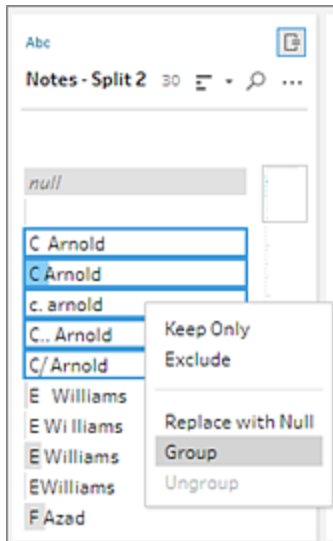 Abc
Notes - Split 2 30
null
C Arnold
C Arnold
c. arnold
C.. Arnold
C/ Arnold
E  Williams
E Wi lliams
E Williams
EWilliams
F Azad
Keep Only
Exclude
Replace with Null
Group
Ungroup